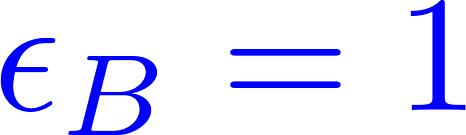 ϵ_B = 1